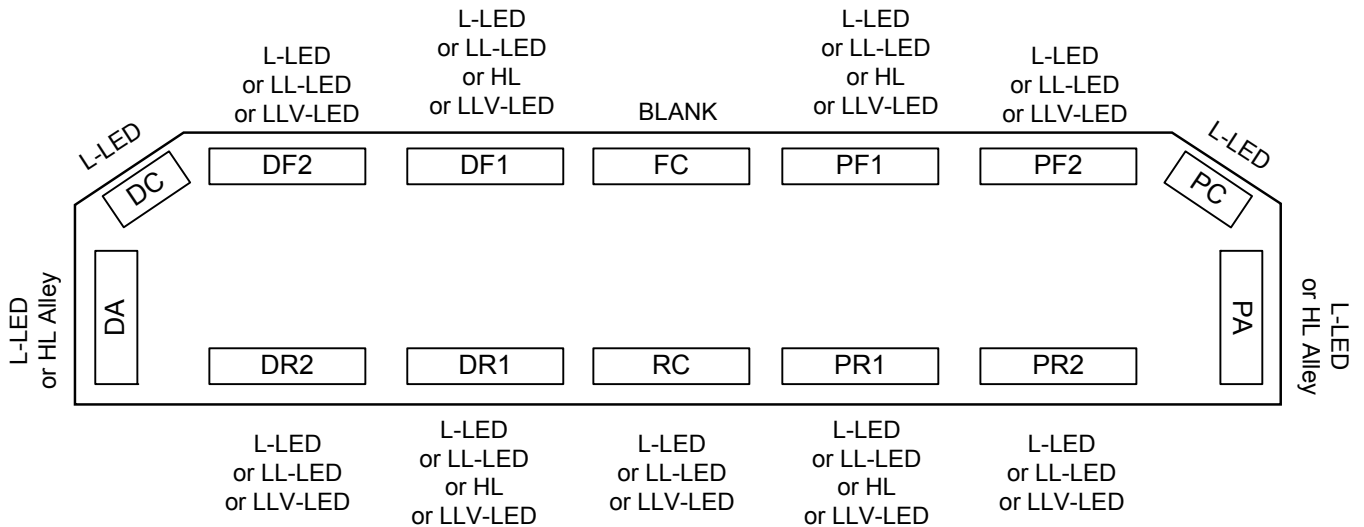 L-LED
or LL-LED
or LLV-LED
L-LED
or LL-LED
or HL
or LLV-LED
BLANK
L-LED
or LL-LED
or HL
or LLV-LED
L-LED
or LL-LED
or LLV-LED
L-LED
L-LED
DC
DF2
DF1
FC
PF1
PF2
PC
L-LED
or HL Alley
DA
PA
L-LED
or HL Alley
DR2
DR1
RC
PR1
PR2
L-LED
or LL-LED
or LLV-LED
L-LED
or LL-LED
or HL
or LLV-LED
L-LED
or LL-LED
or LLV-LED
L-LED
or LL-LED
or HL
or LLV-LED
L-LED
or LL-LED
or LLV-LED